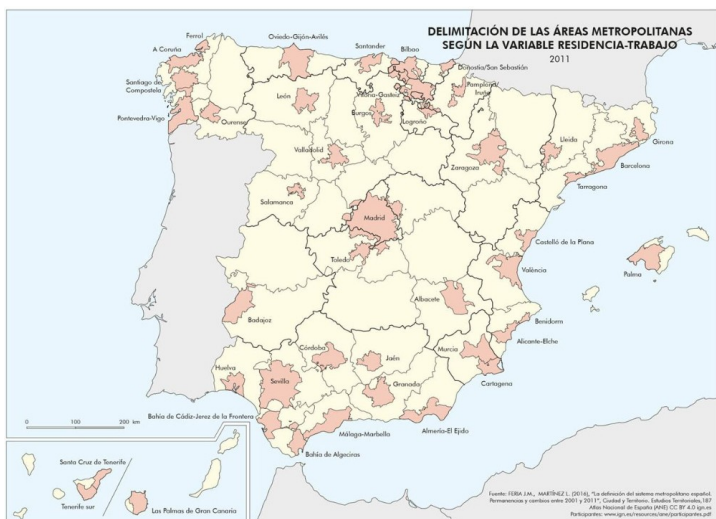 DELIMITACIÓN DE LAS ÁREAS METROPOLITANAS
SEGÚN LA VARIABLE RESIDENCIA-TRABAJO
2011
Ferrol
Oviedo-Gijón-Avilés
Santander
Bilbao
A Coruña
Donostia/San Sebastián
Santiago de
Compostela
León
Vitoria-Gasteiz
Pamplona/
Iruña
Burgos
Pontevedra-Vigo
Ourense
Logroño
Lleida
Girona
Valladolid
Zaragoza
Barcelona
Tarragona
Salamanca
Madrid
Castelló de la Plana
Toledo
València
Palma
Albacete
Badajoz
Benidorm
Córdoba
Murcia
Alicante-Elche
Huelva
Jaén
Sevilla
Granada
Cartagena
Bahía de Cádiz-Jerez de la Frontera
Málaga-Marbella
Almería-El Ejido
Bahía de Algeciras
0 100 200 km
Santa Cruz de Tenerife
Tenerife sur
Las Palmas de Gran Canaria
Fuente: FERIA J.M., MARTÍNEZ L. (2016), "La definición del sistema metropolitano español.
Permanencia y cambios entre 2001 y 2011", Ciudad y Territorio. Estudios Territoriales,187
Atlas Nacional de España (ANE) CC BY 4.0 ign.es
Participantes: www.ign.es/resources/ane/participantes.pdf